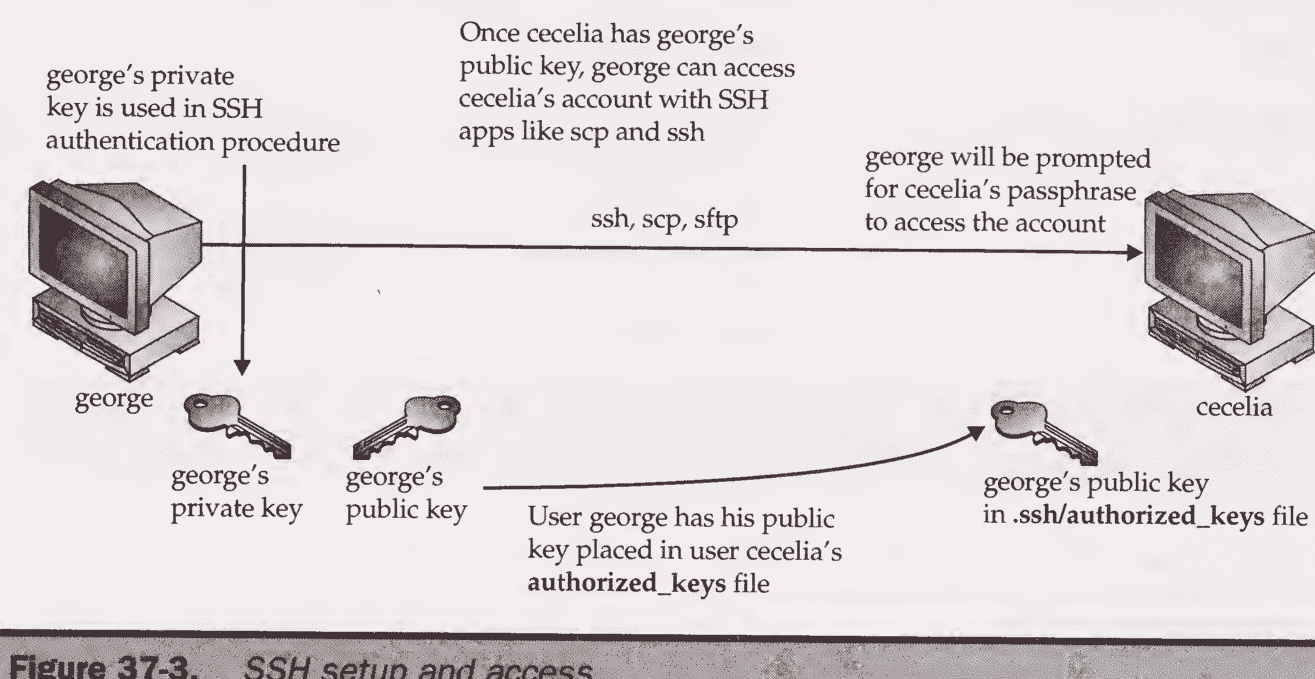 Once cecelia has george's
public key, george can access
cecelia's account with SSH
apps like scp and ssh
george's private
key is used in SSH
authentication procedure
george will be prompted
for cecelia's passphrase
to access the account
ssh, scp, sftp
george
cecelia
george's
private key
george's
public key
george's public key
in .ssh/authorized_keys file
User george has his public
key placed in user cecelia's
authorized_keys file
Figure 37-3. SSH setup and access